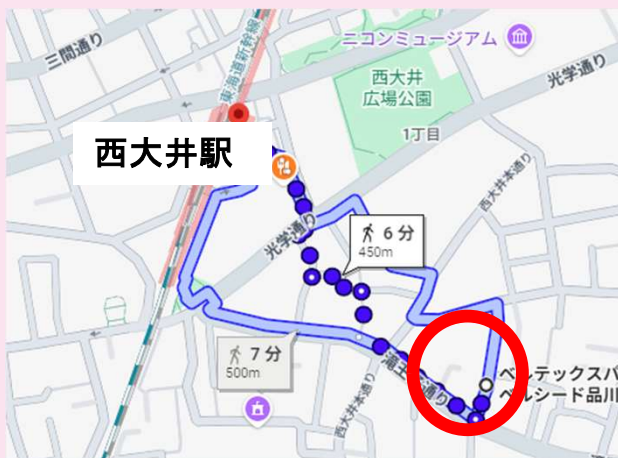 三間通り
東海道新幹線
ニコンミュージアム
西大井
広場公園
光学通り
1丁目
西大井駅
西大井本通り
光学通り
6 分
450m
7 分
500m
滝王子通り
西大井本通り
ベルテックスパ
ベルシード品川